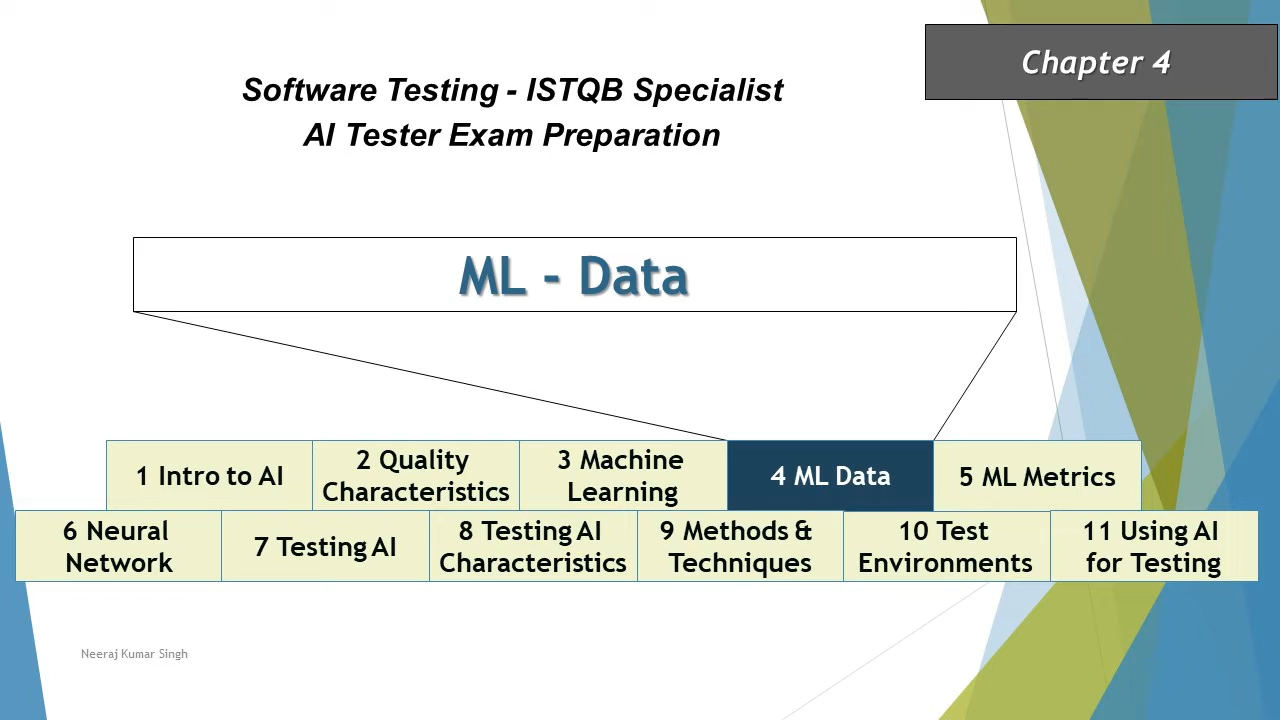 Chapter 4
Software Testing - ISTQB Specialist
AI Tester Exam Preparation
ML - Data
1 Intro to AI
2 Quality
Characteristics
3 Machine
Learning
4 ML Data
5 ML Metrics
6 Neural
Network
7 Testing AI
8 Testing AI
Characteristics
9 Methods &
Techniques
10 Test
Environments
11 Using AI
for Testing
Neeraj Kumar Singh